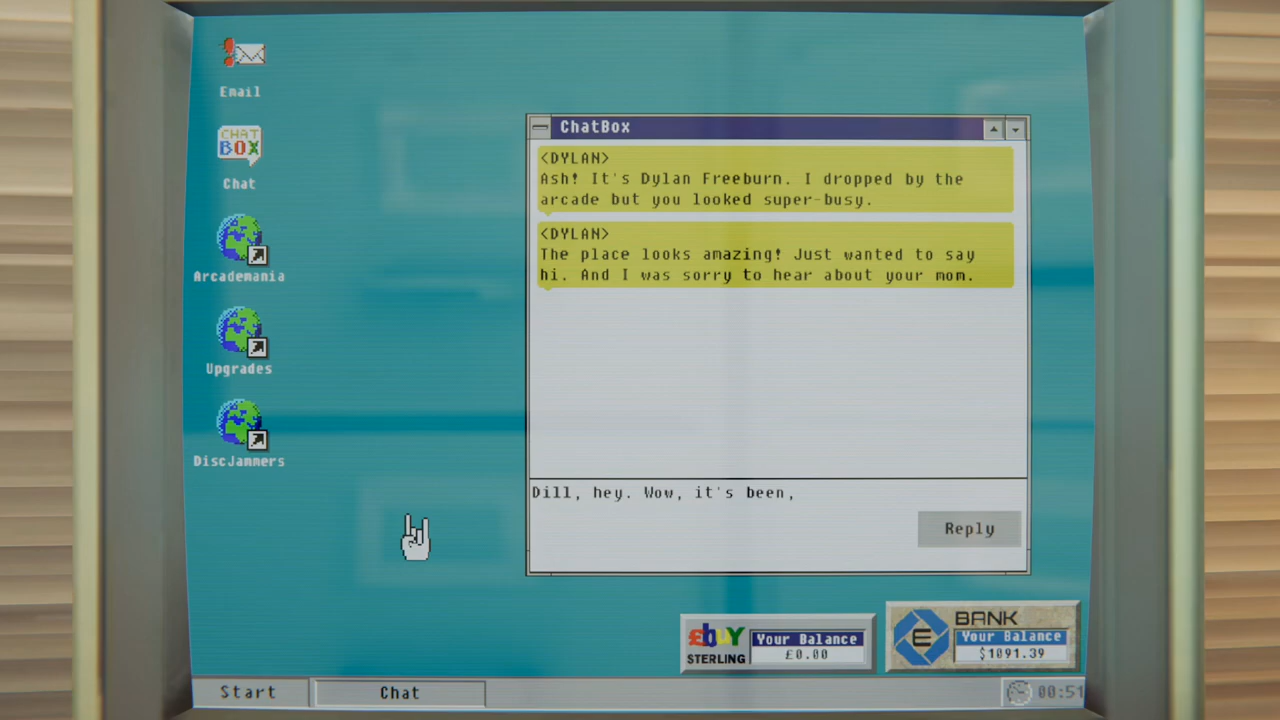 Email
CHAT
BOX
Chat
Arcademania
Upgrades
DiscJammers
ChatBox
<DYLAN>
Ash! It's Dylan Freeburn. I dropped by the
arcade but you looked super-busy.
<DYLAN>
The place looks amazing! Just wanted to say
hi. And I was sorry to hear about your mom.
Dill, hey. Wow, it's been,
Reply
£buy
STERLING
Your Balance
£0.00
E
BANK
Your Balance
$1091.39
Start
Chat
00:51